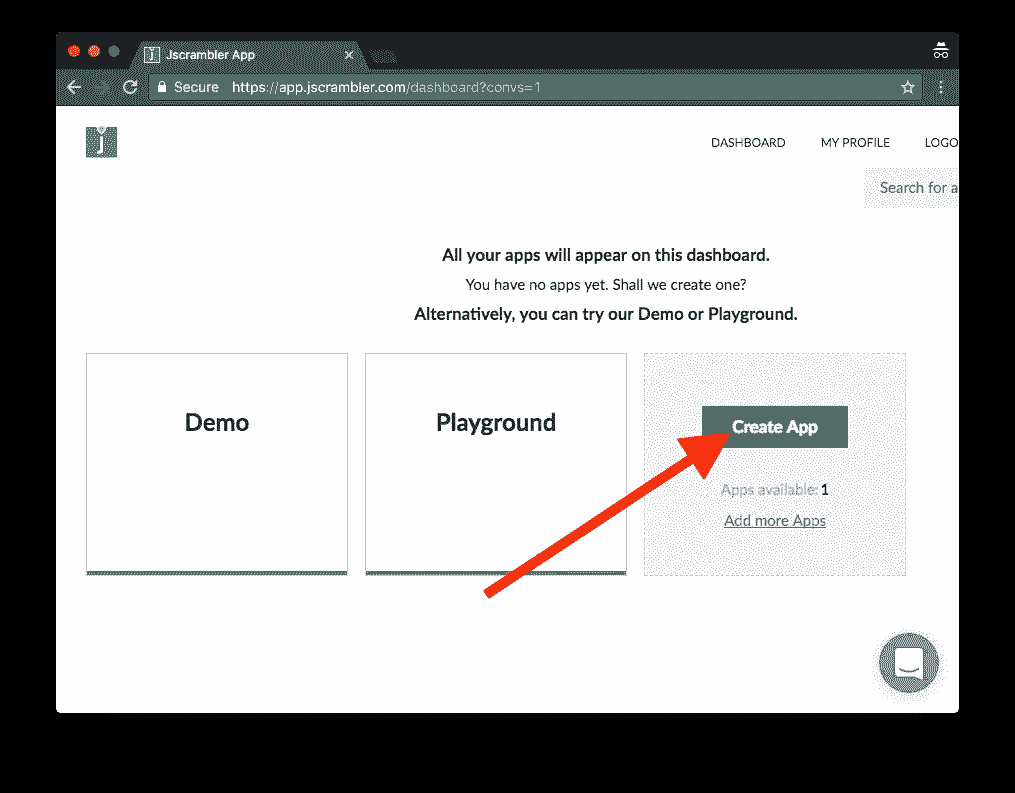 Jscrambler App
Secure https://app.jscrambler.com/dashboard?convs=1
j
DASHBOARD MY PROFILE LOGO
Search for a
All your apps will appear on this dashboard.
You have no apps yet. Shall we create one?
Alternatively, you can try our Demo or Playground.
Demo
Playground
Create App
Apps available: 1
Add more Apps